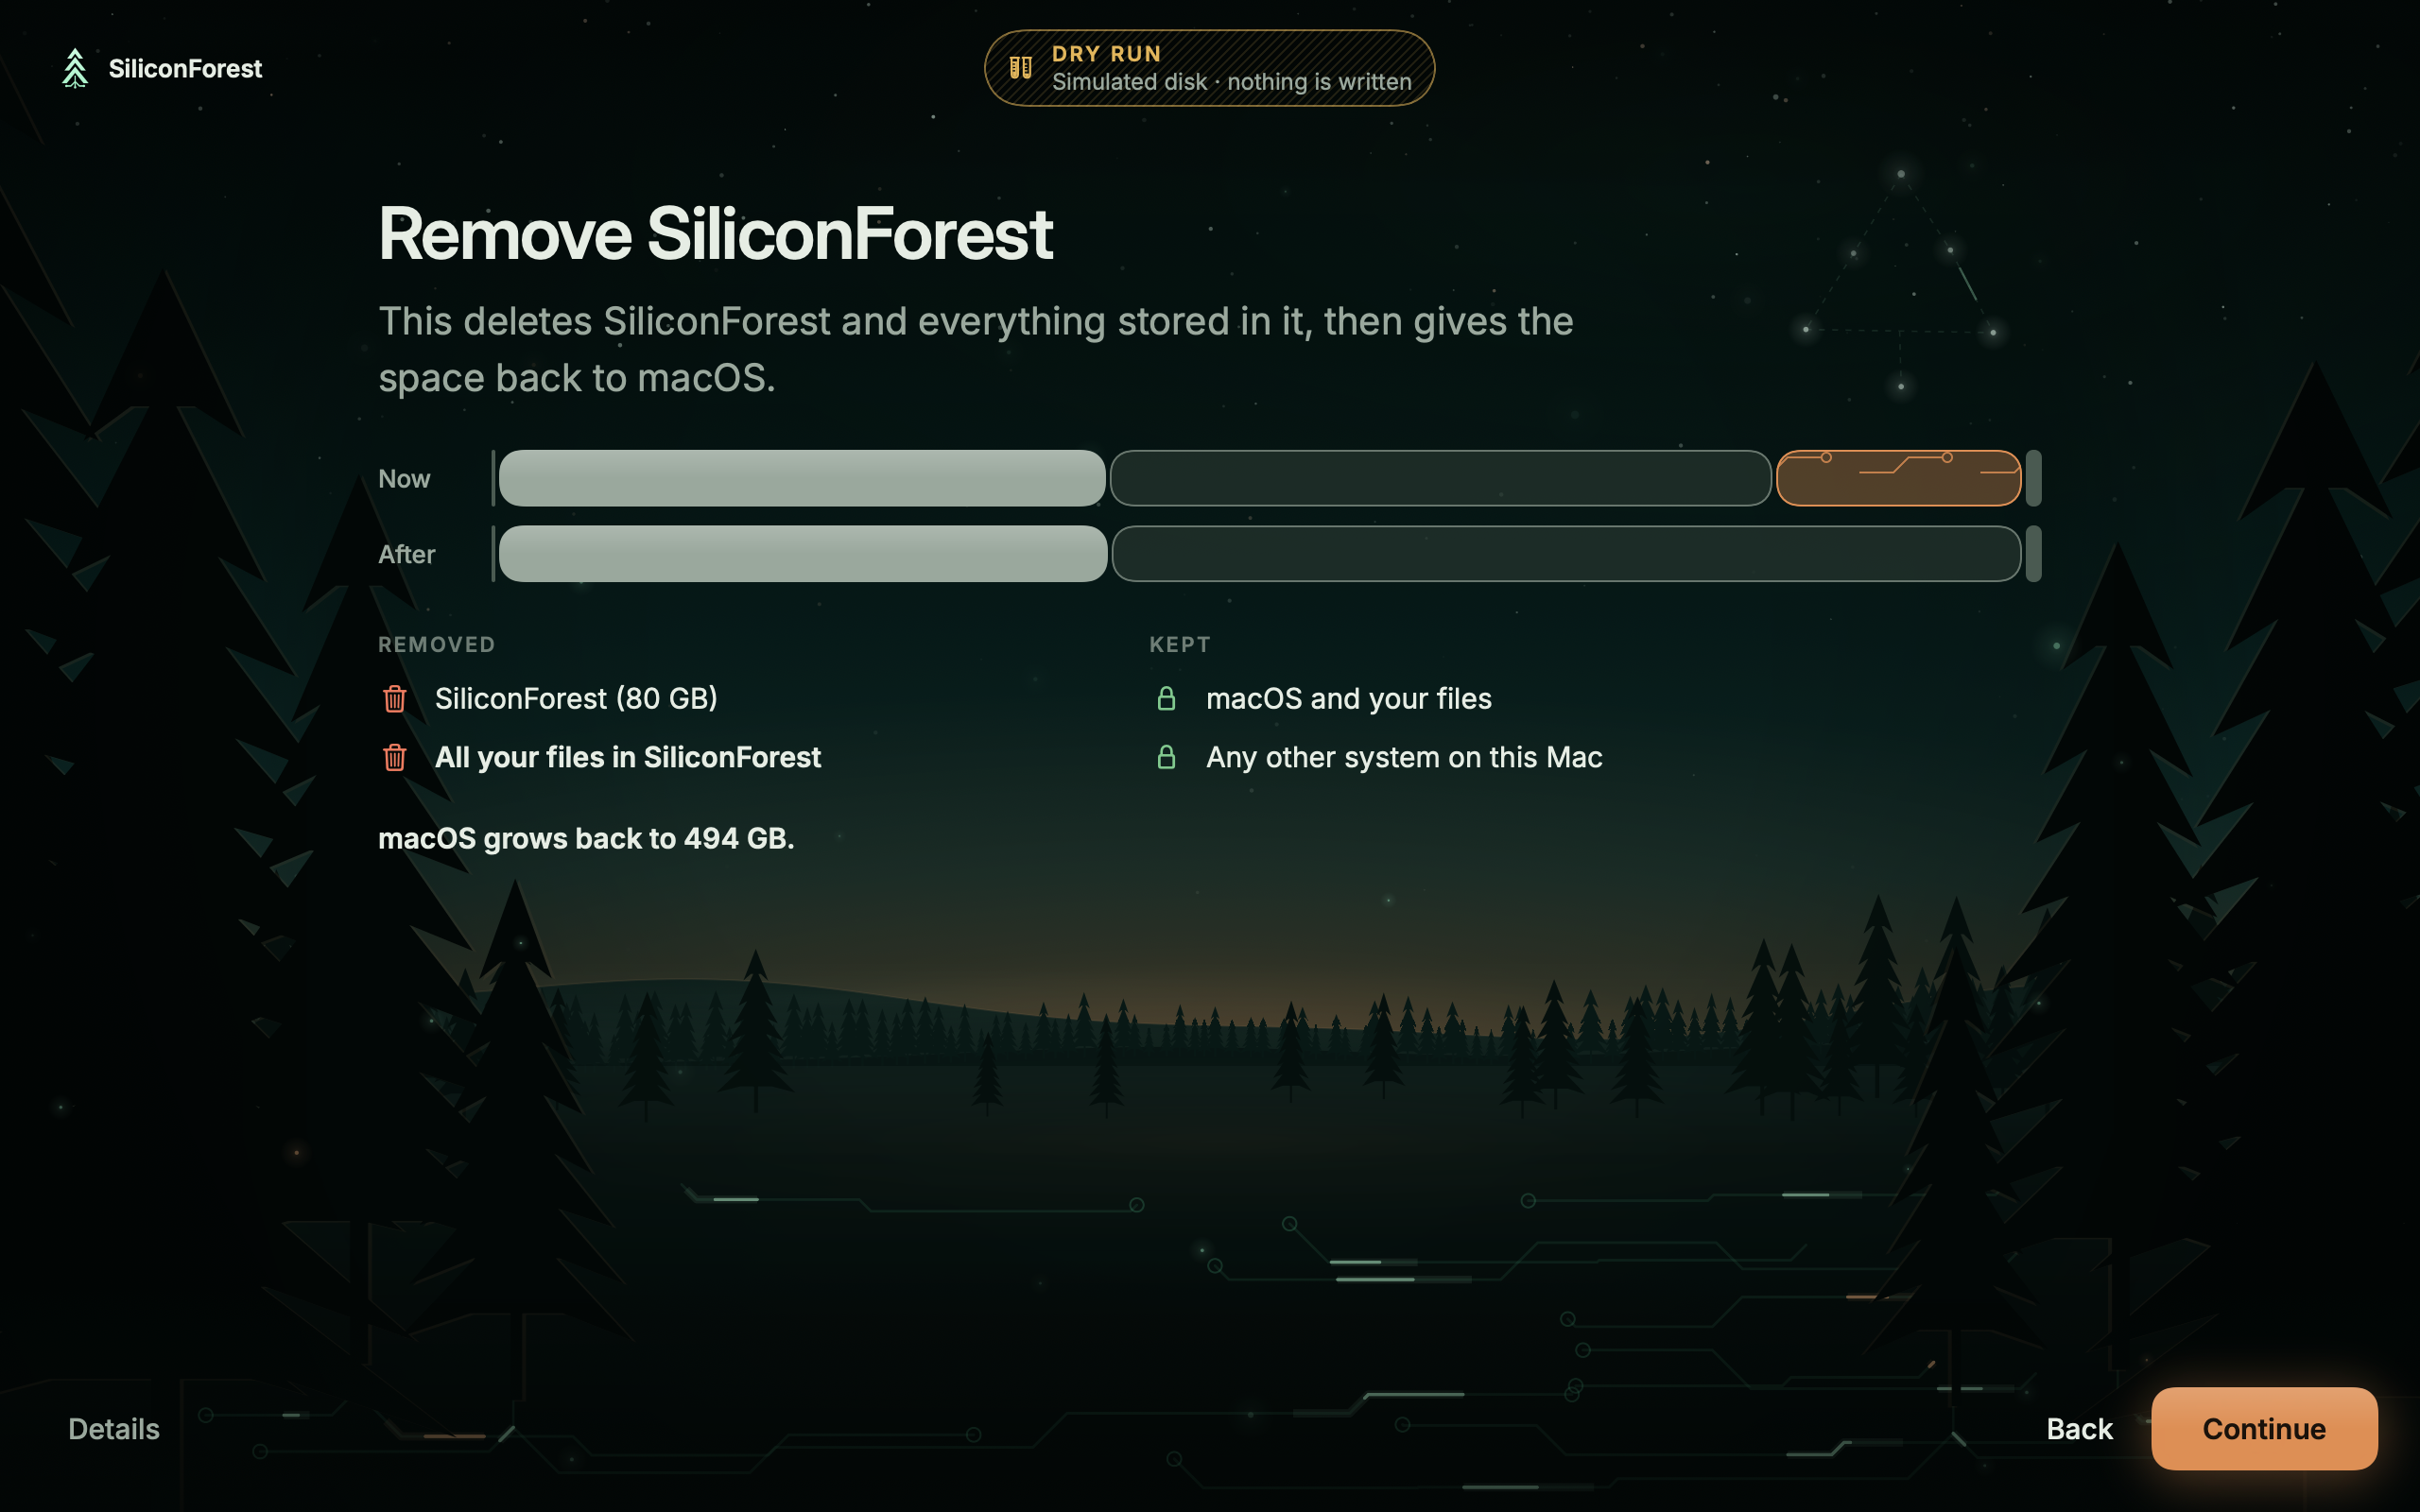 SiliconForest
DRY RUN
Simulated disk · nothing is written
Remove SiliconForest
This deletes SiliconForest and everything stored in it, then gives the
space back to macOS.
Now
After
REMOVED
SiliconForest (80 GB)
All your files in SiliconForest
KEPT
macOS and your files
Any other system on this Mac
macOS grows back to 494 GB.
Details
Back
Continue